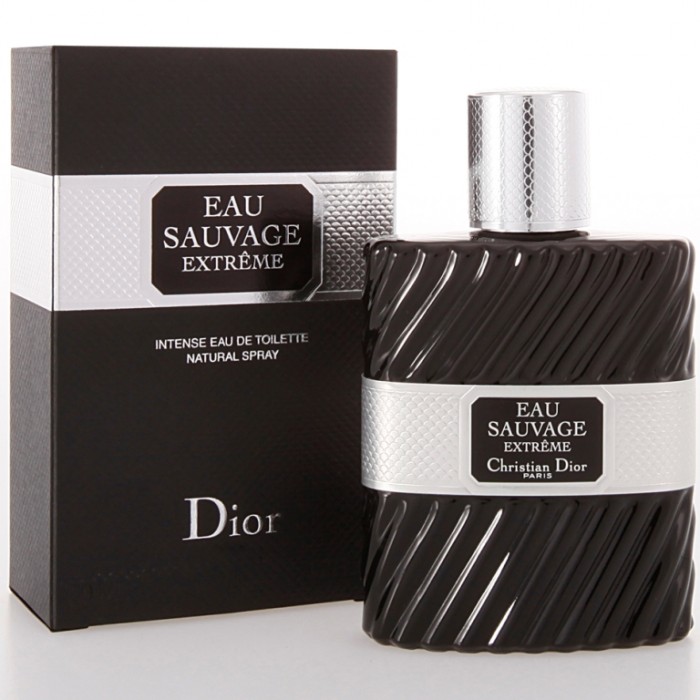 EAU
SAUVAGE
EXTRÊME
INTENSE EAU DE TOILETTE
NATURAL SPRAY
Dior
EAU
SAUVAGE
EXTRÊME
Christian Dior
PARIS